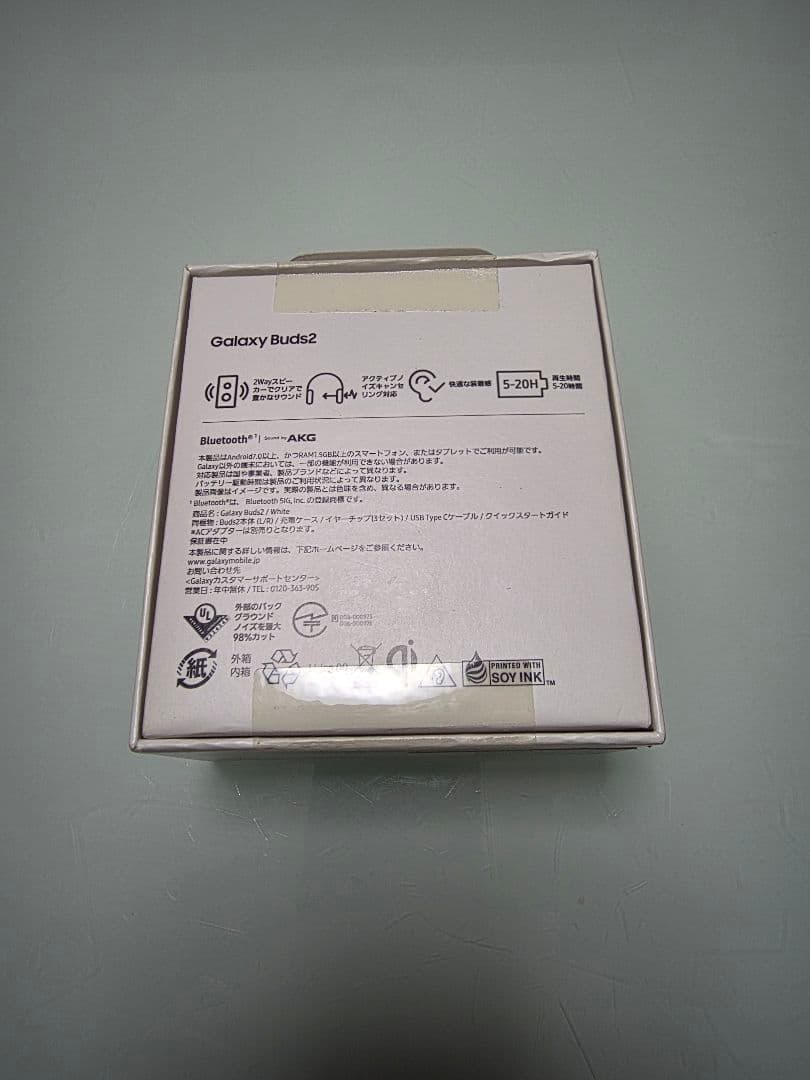 Galaxy Buds2
2Wayスピー
カーでクリアで
豊かなサウンド
アクティブノ
イズキャンセ
リング対応
快適な装着感
5-20H
再生時間
5-20時間
Bluetooth®¹ | Sound by AKG
本製品はAndroid7.0以上、かつRAM1.5GB以上のスマートフォン、またはタブレットでご利用が可能です。
Galaxy以外の端末においては、一部の機能が利用できない場合があります。
対応製品は国や事業者、製品ブランドなどによって異なります。
バッテリー駆動時間は製品のご利用状況によって異なります。
製品画像はイメージです。実際の製品とは色味を含め、異なる場合があります。
¹ Bluetooth®は、Bluetooth SIG, Inc. の登録商標です。
商品名 : Galaxy Buds2 / White
同梱物 : Buds2本体 (L/R) / 充電ケース / イヤーチップ(3セット) / USB Type Cケーブル / クイックスタートガイド
※ACアダプターは別売りとなります。
保証書在中
本製品に関する詳しい情報は、下記ホームページをご参照ください。
www.galaxymobile.jp
お問い合わせ先
<Galaxyカスタマーサポートセンター>
営業日 : 年中無休 / TEL : 0120-363-905
UL
外部のバック
グラウンド
ノイズを最大
98%カット
紙
外箱
内箱
qi
PRINTED WITH
SOY INK
TM